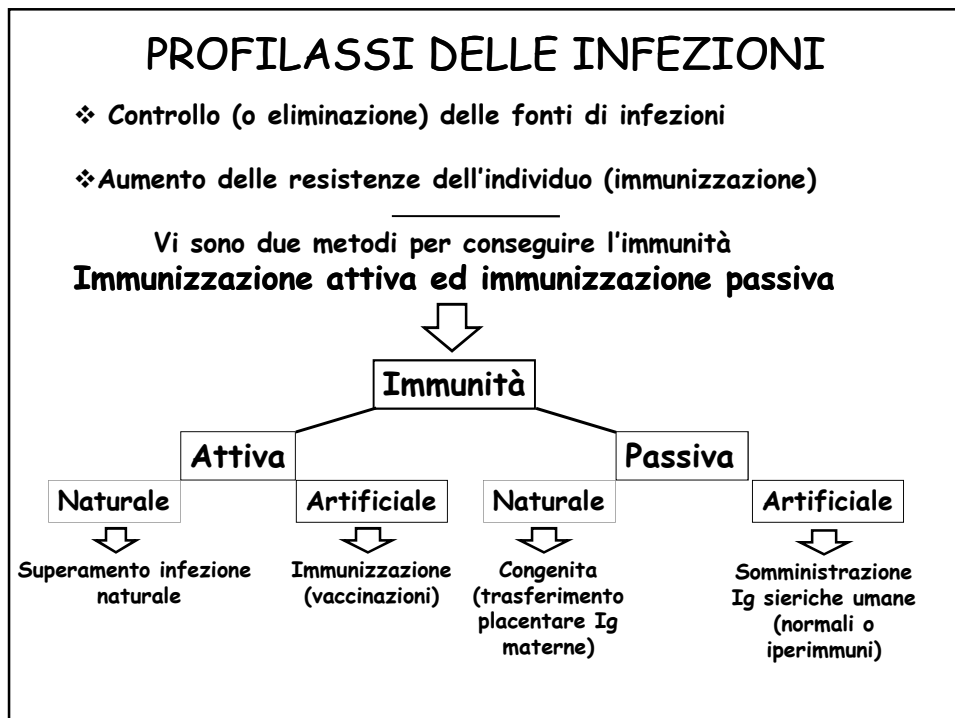 PROFILASSI DELLE INFEZIONI
❖ Controllo (o eliminazione) delle fonti di infezioni
❖Aumento delle resistenze dell'individuo (immunizzazione)
Vi sono due metodi per conseguire l'immunità
Immunizzazione attiva ed immunizzazione passiva
Immunità
Attiva
Passiva
Naturale
Artificiale
Naturale
Artificiale
Superamento infezione
naturale
Immunizzazione
(vaccinazioni)
Congenita
(trasferimento
placentare Ig
materne)
Somministrazione
Ig sieriche umane
(normali o
iperimmuni)